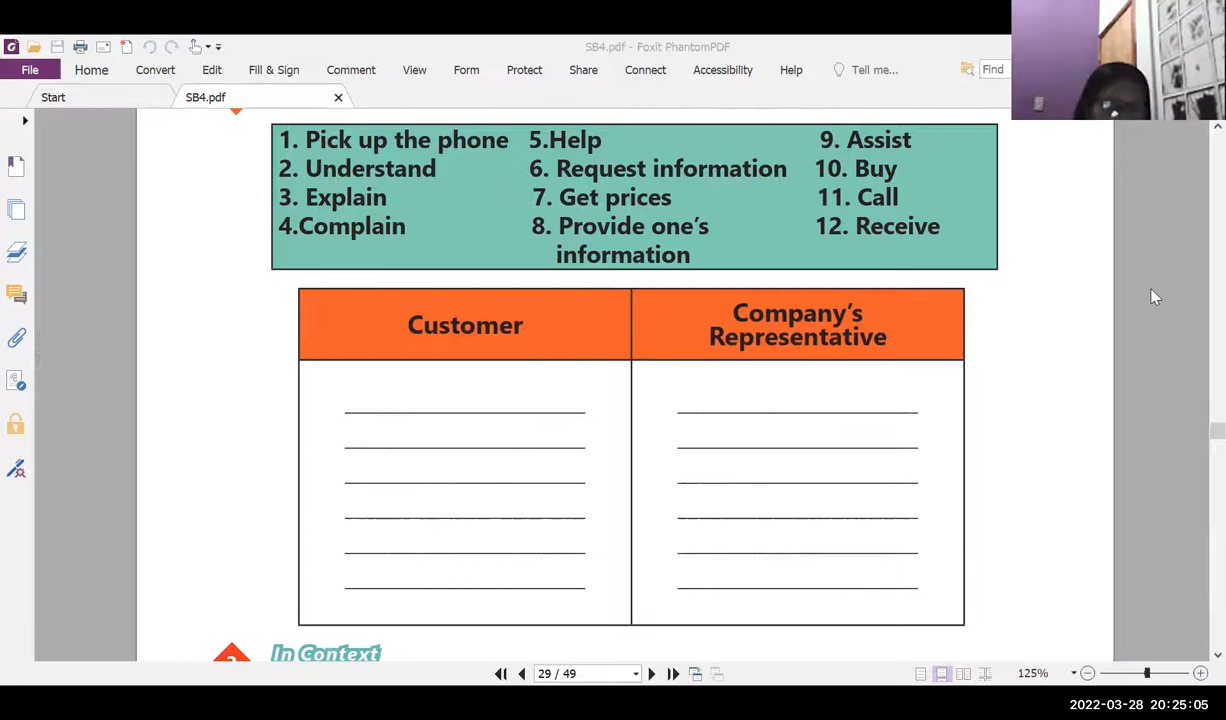 SB4.pdf - Foxit PhantomPDF
File Home Convert Edit Fill & Sign Comment View Form Protect Share Connect Accessibility Help Tell me... Find
Start SB4.pdf
1. Pick up the phone 5.Help 9. Assist
2. Understand 6. Request information 10. Buy
3. Explain 7. Get prices 11. Call
4.Complain 8. Provide one's 12. Receive
information
Customer Company's
Representative
In Context
29 / 49 125%
2022-03-28 20:25:05